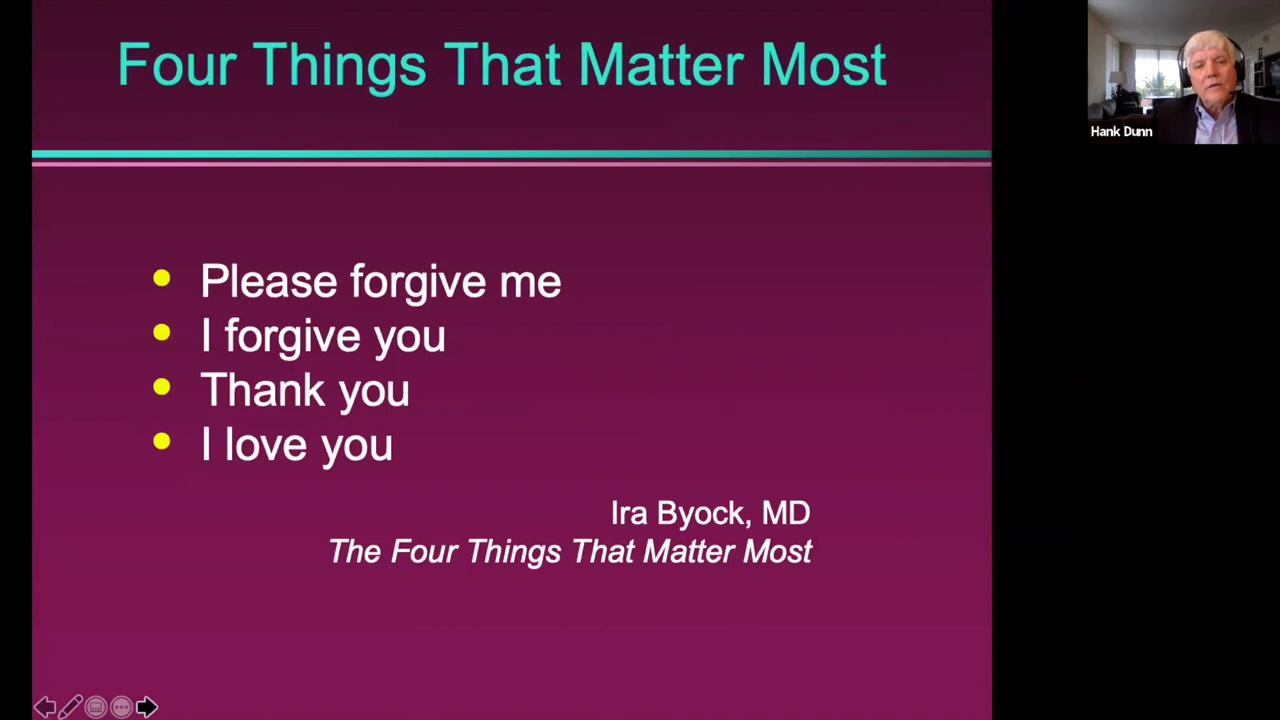 Four Things That Matter Most
Please forgive me
I forgive you
Thank you
I love you
Ira Byock, MD
The Four Things That Matter Most
Hank Dunn